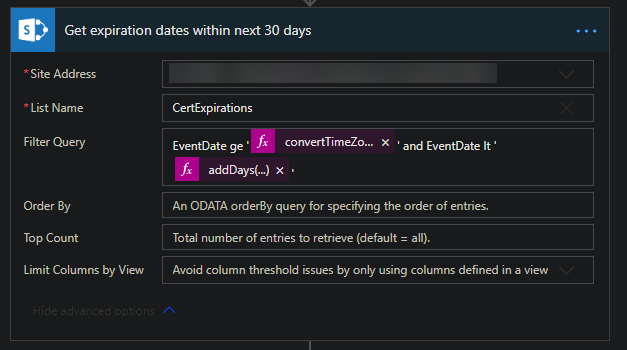 S
Get expiration dates within next 30 days
...
*Site Address
*List Name
CertExpirations
×
Filter Query
EventDate ge ' fx convertTimeZo... × ' and EventDate lt '
fx addDays(...) × '
Order By
An ODATA orderBy query for specifying the order of entries.
Top Count
Total number of entries to retrieve (default = all).
Limit Columns by View
Avoid column threshold issues by only using columns defined in a view
Hide advanced options